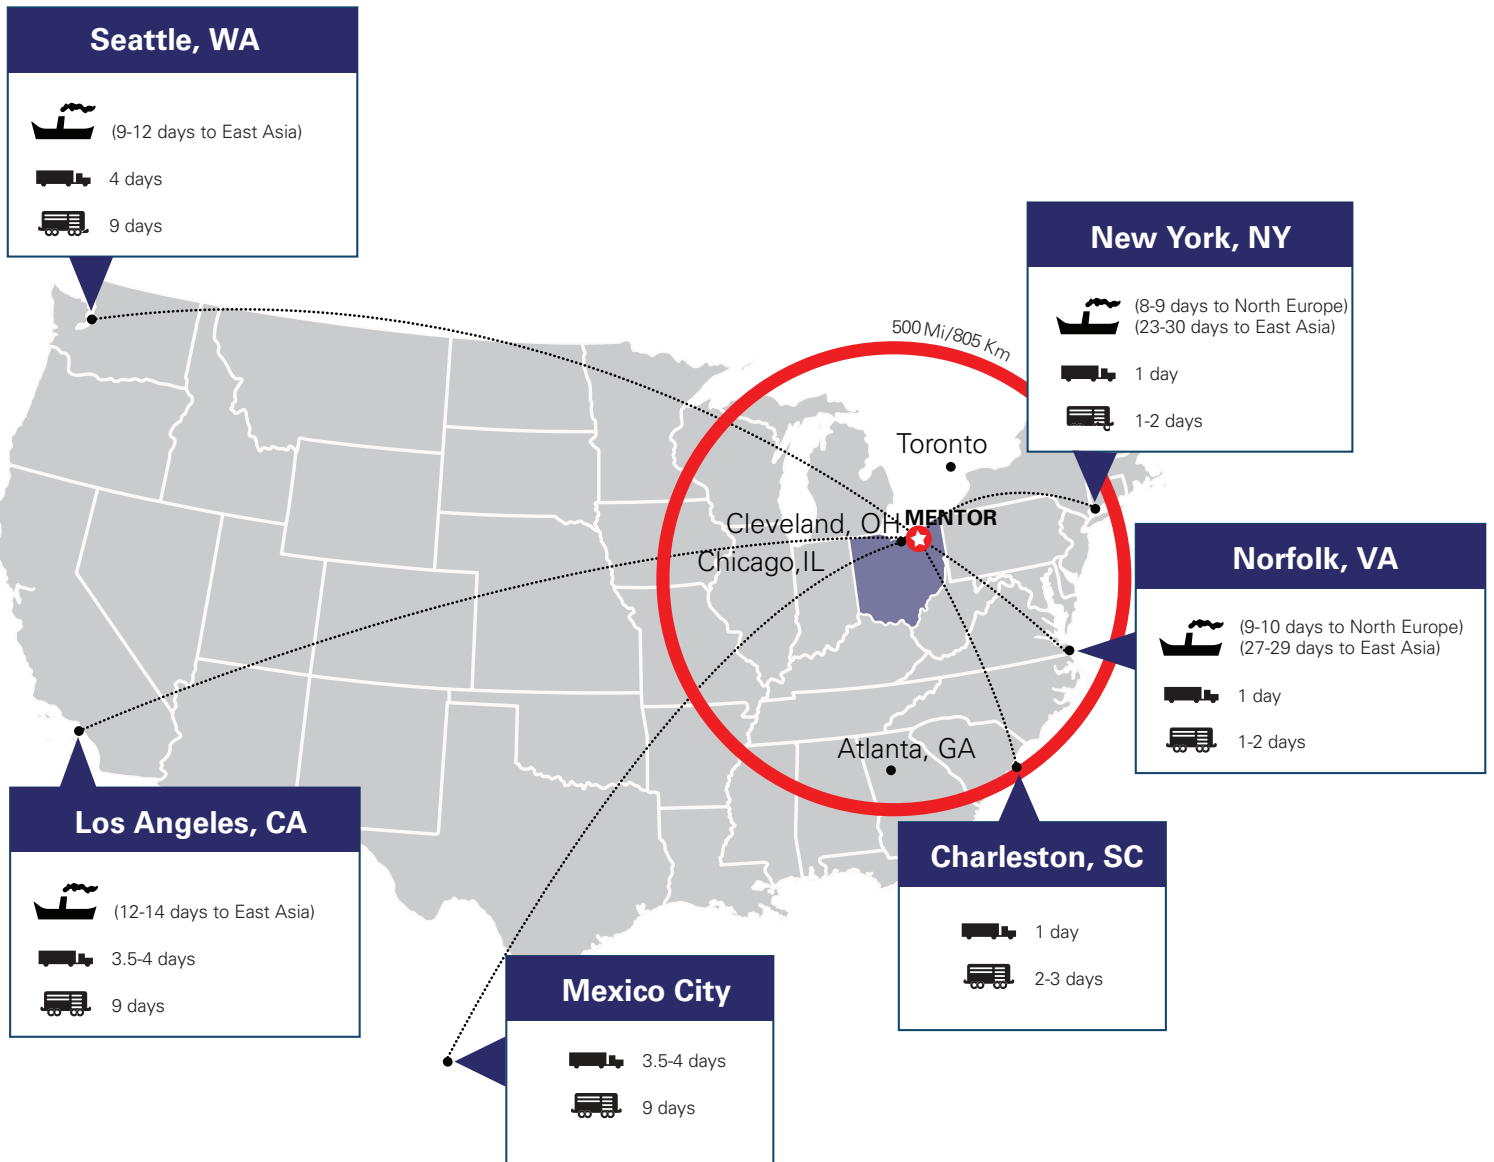 Seattle, WA
(9-12 days to East Asia)
4 days
9 days
New York, NY
(8-9 days to North Europe)
(23-30 days to East Asia)
1 day
1-2 days
500 Mi/805 Km
Toronto
Cleveland, OH
MENTOR
Chicago,IL
Norfolk, VA
(9-10 days to North Europe)
(27-29 days to East Asia)
1 day
1-2 days
Atlanta, GA
Los Angeles, CA
(12-14 days to East Asia)
3.5-4 days
9 days
Charleston, SC
1 day
2-3 days
Mexico City
3.5-4 days
9 days